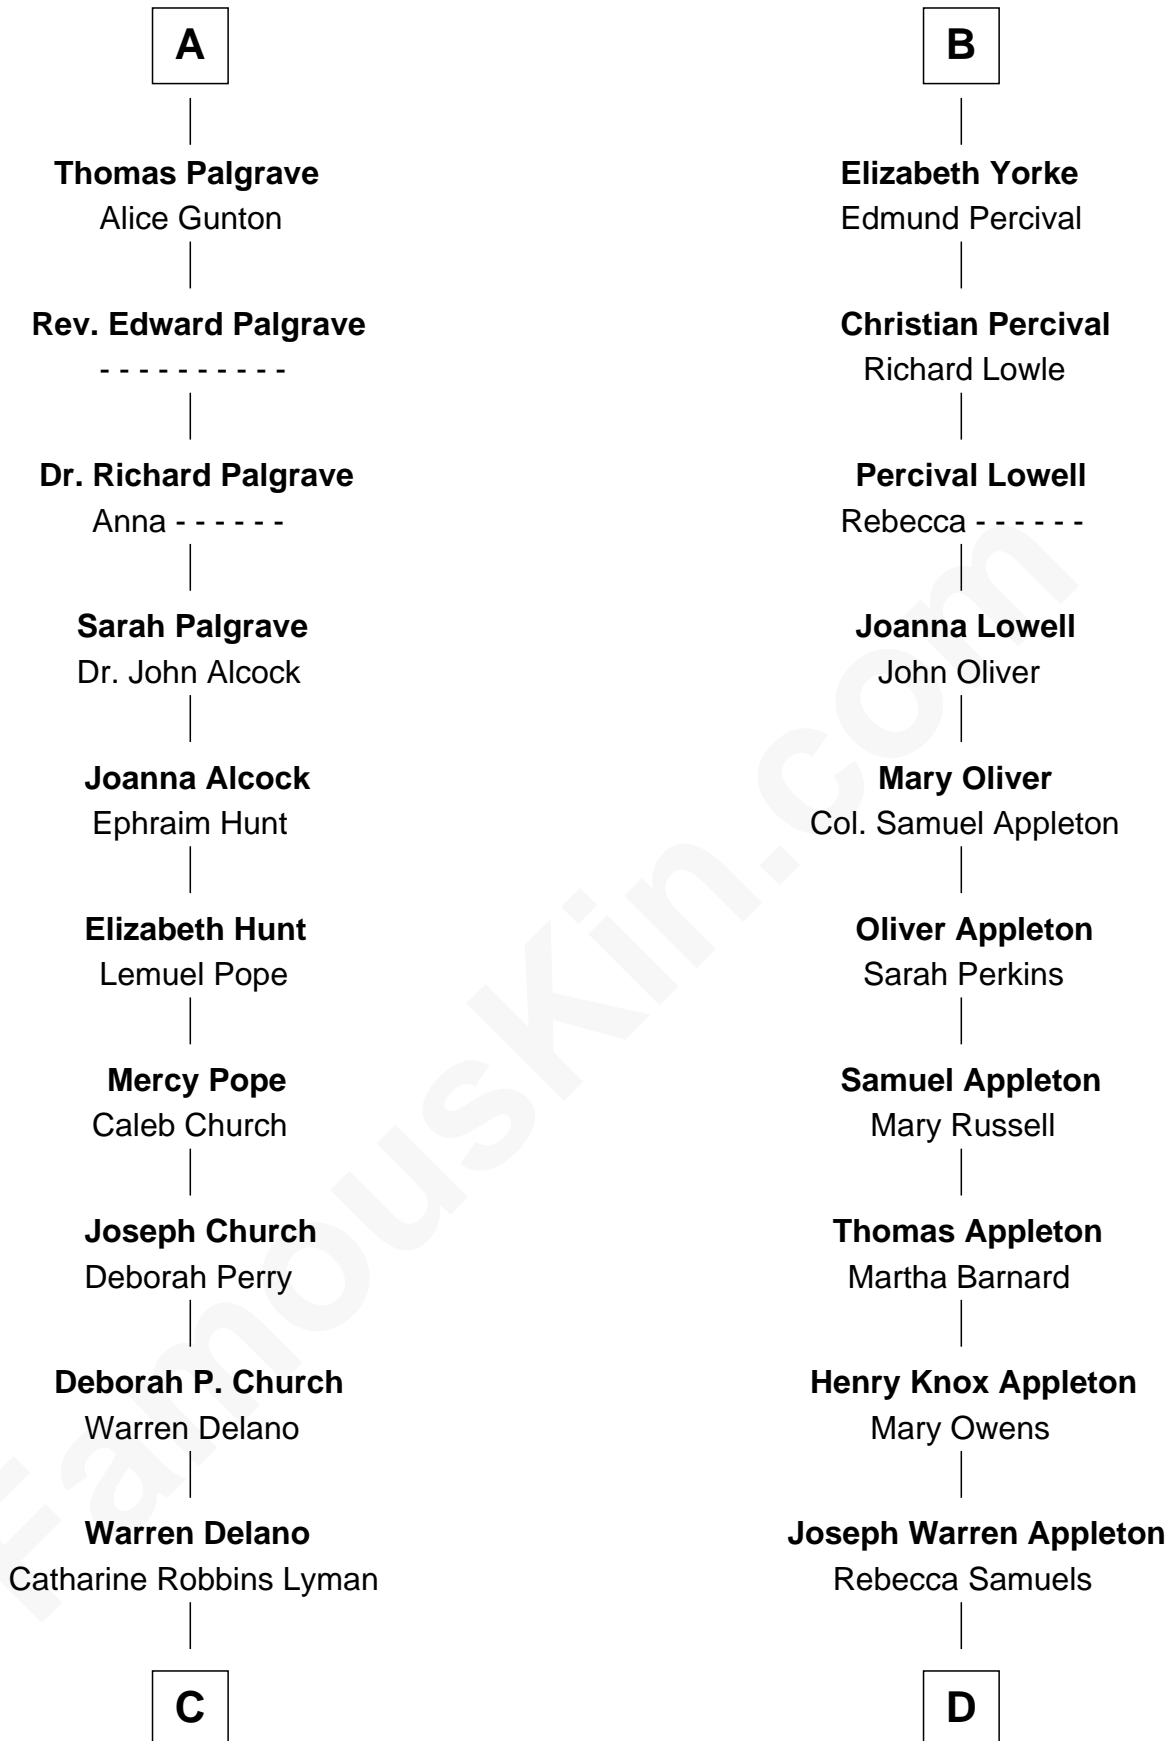 A
Thomas Palgrave
Alice Gunton
Rev. Edward Palgrave
- - - - - - - - - -
Dr. Richard Palgrave
Anna - - - - - -
Sarah Palgrave
Dr. John Alcock
Joanna Alcock
Ephraim Hunt
Elizabeth Hunt
Lemuel Pope
Mercy Pope
Caleb Church
Joseph Church
Deborah Perry
Deborah P. Church
Warren Delano
Warren Delano
Catharine Robbins Lyman
C
B
Elizabeth Yorke
Edmund Percival
Christian Percival
Richard Lowle
Percival Lowell
Rebecca - - - - - -
Joanna Lowell
John Oliver
Mary Oliver
Col. Samuel Appleton
Oliver Appleton
Sarah Perkins
Samuel Appleton
Mary Russell
Thomas Appleton
Martha Barnard
Henry Knox Appleton
Mary Owens
Joseph Warren Appleton
Rebecca Samuels
D
FamousKin.com